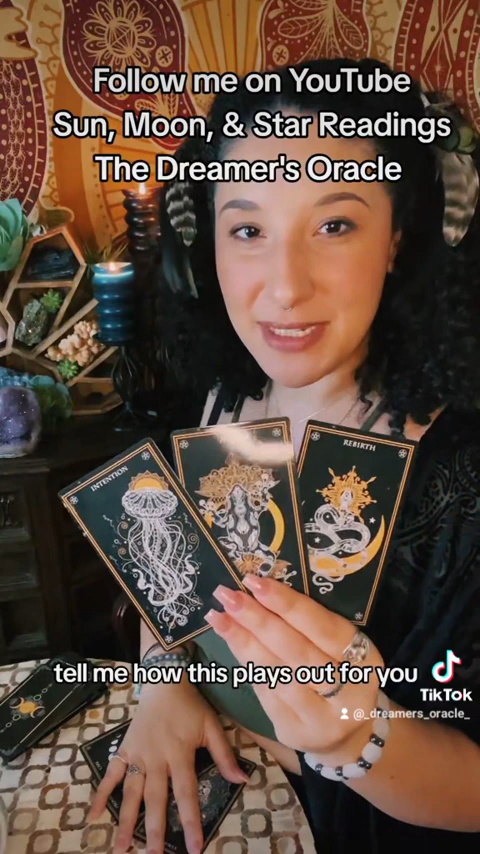 Follow me on YouTube
Sun, Moon, & Star Readings
The Dreamer's Oracle
INTENTION
REBIRTH
tell me how this plays out for you
TikTok
@_dreamers_oracle_